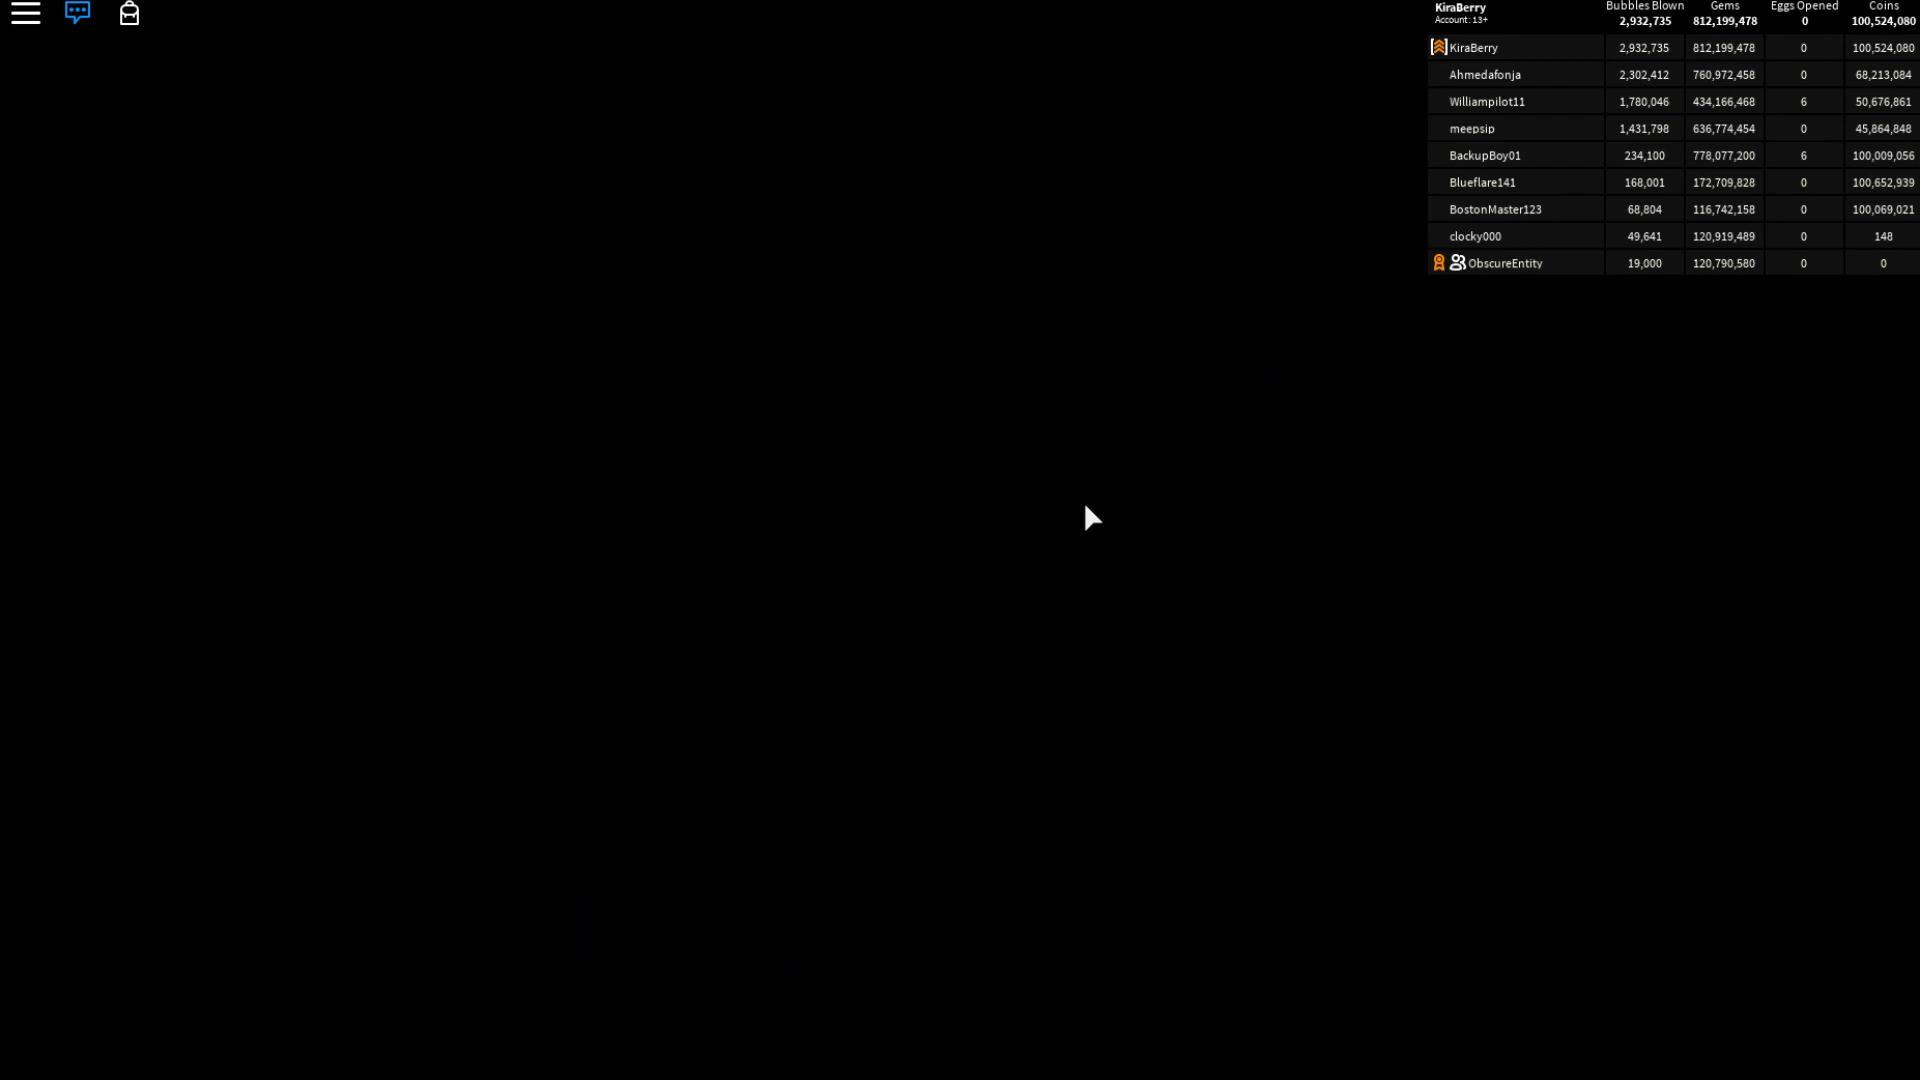 KiraBerry Bubbles Blown Gems Eggs Opened Coins
Account: 13+ 2,932,735 812,199,478 0 100,524,080
KiraBerry 2,932,735 812,199,478 0 100,524,080
Ahmedafonja 2,302,412 760,972,458 0 68,213,084
Williampilot11 1,780,046 434,166,468 6 50,676,861
meepsip 1,431,798 636,774,454 0 45,864,848
BackupBoy01 234,100 778,077,200 6 100,009,056
Blueflare141 168,001 172,709,828 0 100,652,939
BostonMaster123 68,804 116,742,158 0 100,069,021
clocky000 49,641 120,919,489 0 148
ObscureEntity 19,000 120,790,580 0 0